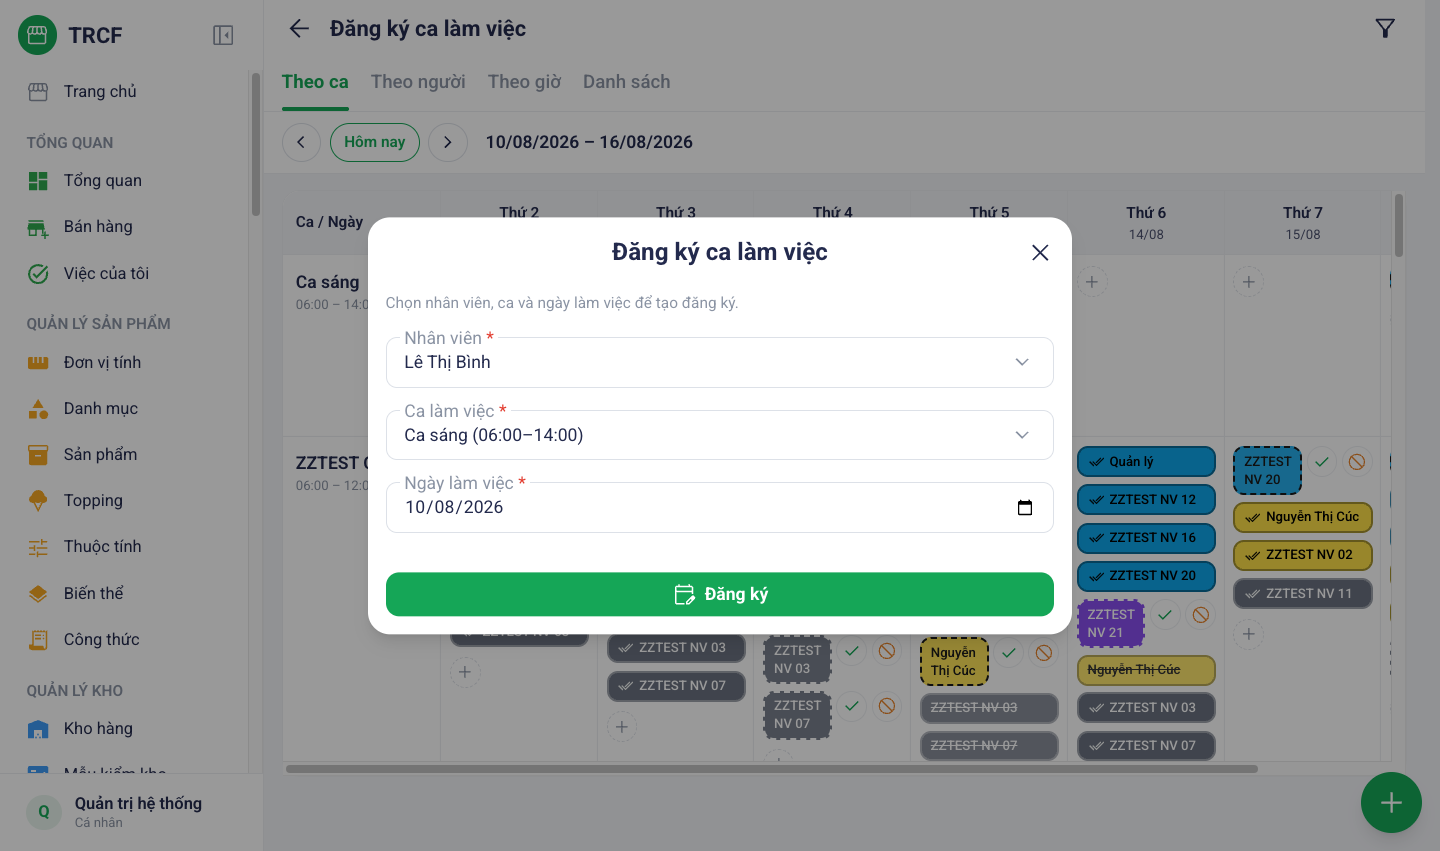 TRCF
Trang chủ
TỔNG QUAN
Tổng quan
Bán hàng
Việc của tôi
QUẢN LÝ SẢN PHẨM
Đơn vị tính
Danh mục
Sản phẩm
Topping
Thuộc tính
Biến thể
Công thức
QUẢN LÝ KHO
Kho hàng
Mẫu kiểm kho
Q
Quản trị hệ thống
Cá nhân
Đăng ký ca làm việc
Theo ca
Theo người
Theo giờ
Danh sách
Hôm nay
10/08/2026 – 16/08/2026
Ca / Ngày
Thứ 2
Thứ 3
Thứ 4
Thứ 5
Thứ 6
14/08
Thứ 7
15/08
Ca sáng
06:00 – 14:0
ZZTEST
06:00 – 12:0
Đăng ký ca làm việc
Chọn nhân viên, ca và ngày làm việc để tạo đăng ký.
Nhân viên *
Lê Thị Bình
Ca làm việc *
Ca sáng (06:00–14:00)
Ngày làm việc *
10/08/2026
Đăng ký
ZZTEST NV 03
ZZTEST NV 07
ZZTEST
NV 03
ZZTEST
NV 07
Nguyễn
Thị Cúc
ZZTEST NV 03
ZZTEST NV 07
Quản lý
ZZTEST NV 12
ZZTEST NV 16
ZZTEST NV 20
ZZTEST
NV 21
Nguyễn Thị Cúc
ZZTEST NV 03
ZZTEST NV 07
ZZTEST
NV 20
Nguyễn Thị Cúc
ZZTEST NV 02
ZZTEST NV 11